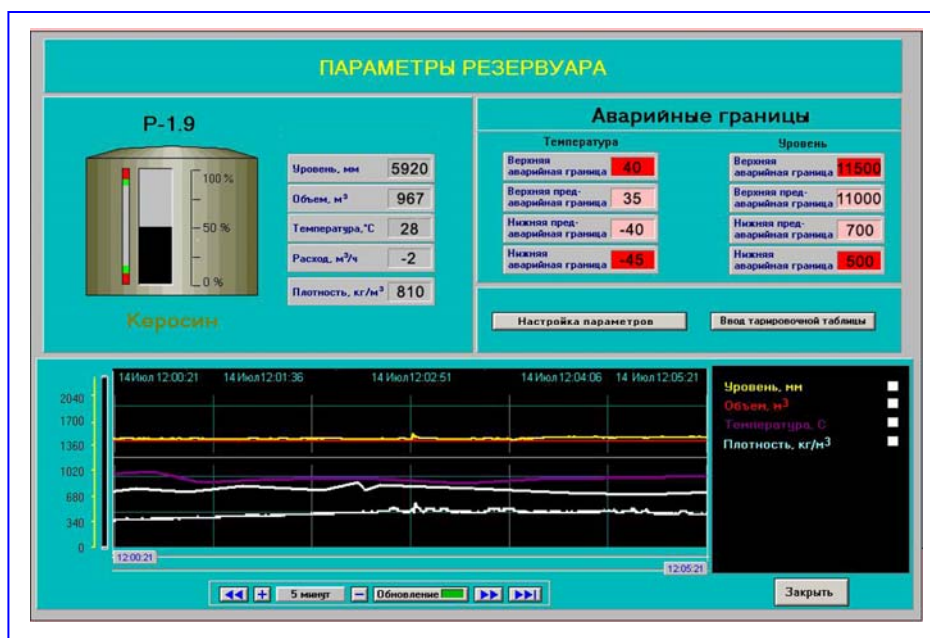 ПАРАМЕТРЫ РЕЗЕРВУАРА
Р-1.9
100 %
50 %
0 %
Керосин
Уровень, мм 5920
Объем, м³ 967
Температура,°С 28
Расход, м³/ч -2
Плотность, кг/м³ 810
Аварийные границы
Температура
Верхняя
аварийная граница 40
Верхняя пред-
аварийная граница 35
Нижняя пред-
аварийная граница -40
Нижняя
аварийная граница -45
Уровень
Верхняя
аварийная граница 11500
Верхняя пред-
аварийная граница 11000
Нижняя пред-
аварийная граница 700
Нижняя
аварийная граница 500
Настройка параметров
Ввод тарировочной таблицы
14 Июл 12:00:21 14 Июл 12:01:36 14 Июл 12:02:51 14 Июл 12:04:06 14 Июл 12:05:21
2040
1700
1360
1020
680
340
0
12:00:21
12:05:21
Уровень, мм
Объем, м³
Температура, С
Плотность, кг/м³
5 минут
Обновление
Закрыть